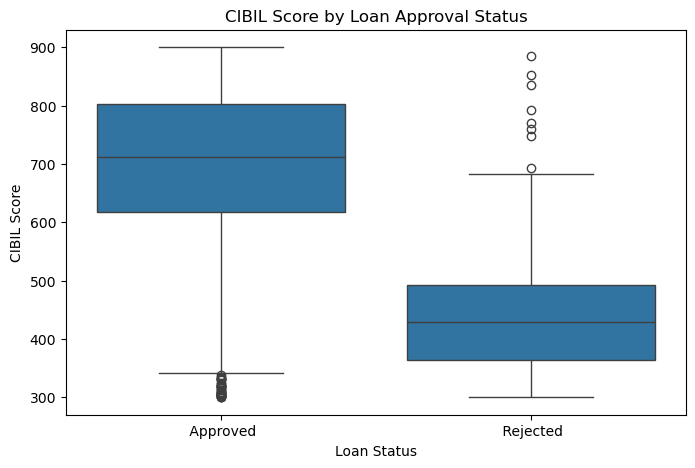 CIBIL Score by Loan Approval Status
CIBIL Score
900
800
700
600
500
400
300
Approved
Rejected
Loan Status